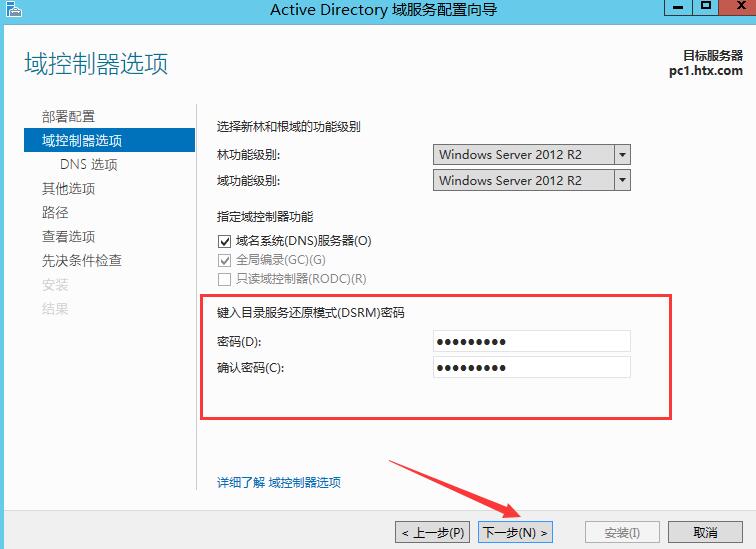 Active Directory 域服务配置向导
域控制器选项
目标服务器
pc1.htx.com
部署配置
域控制器选项
DNS 选项
其他选项
路径
查看选项
先决条件检查
安装
结果
选择新林和根域的功能级别
林功能级别: Windows Server 2012 R2
域功能级别: Windows Server 2012 R2
指定域控制器功能
域名系统(DNS)服务器(O)
全局编录(GC)(G)
只读域控制器(RODC)(R)
键入目录服务还原模式(DSRM)密码
密码(D): ●●●●●●●●●
确认密码(C): ●●●●●●●●●
详细了解 域控制器选项
< 上一步(P) 下一步(N) > 安装(I) 取消